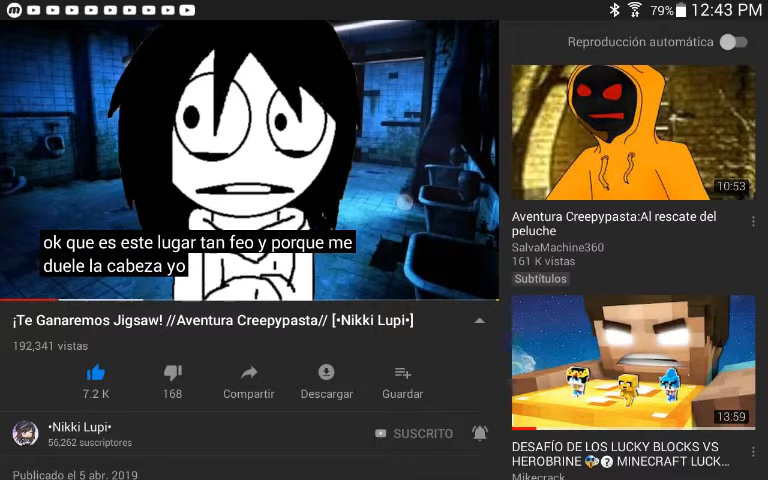 79% 12:43 PM
Reproducción automática
ok que es este lugar tan feo y porque me
duele la cabeza yo
¡Te Ganaremos Jigsaw! //Aventura Creepypasta// [•Nikki Lupi•]
192,341 vistas
7.2 K
168
Compartir
Descargar
Guardar
•Nikki Lupi•
56,262 suscriptores
SUSCRITO
Publicado el 5 abr. 2019
10:53
Aventura Creepypasta:Al rescate del
peluche
SalvaMachine360
161 K vistas
Subtítulos
13:59
DESAFÍO DE LOS LUCKY BLOCKS VS
HEROBRINE 😱❓ MINECRAFT LUCK...
Mikecrack